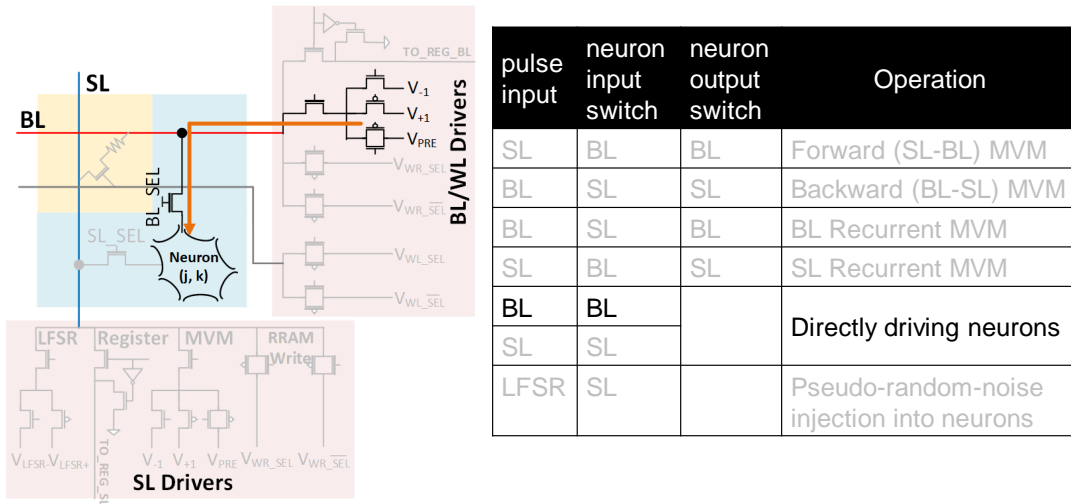 SL
BL
BL_SEL
SL_SEL
Neuron
(j, k)
TO_REG_BL
V-1
V+1
VPRE
VWR_SEL
VWR_S̅E̅L̅
VWL_SEL
VWL_S̅E̅L̅
BL/WL Drivers
LFSR
Register
MVM
RRAM
Write
VLFSR-
VLFSR+
TO_REG_SL
V-1
V+1
VPRE
VWR_SEL
VWR_S̅E̅L̅
SL Drivers
pulse input neuron input switch neuron output switch Operation
SL BL BL Forward (SL-BL) MVM
BL SL SL Backward (BL-SL) MVM
BL SL BL BL Recurrent MVM
SL BL SL SL Recurrent MVM
BL BL Directly driving neurons
SL SL
LFSR SL Pseudo-random-noise
injection into neurons